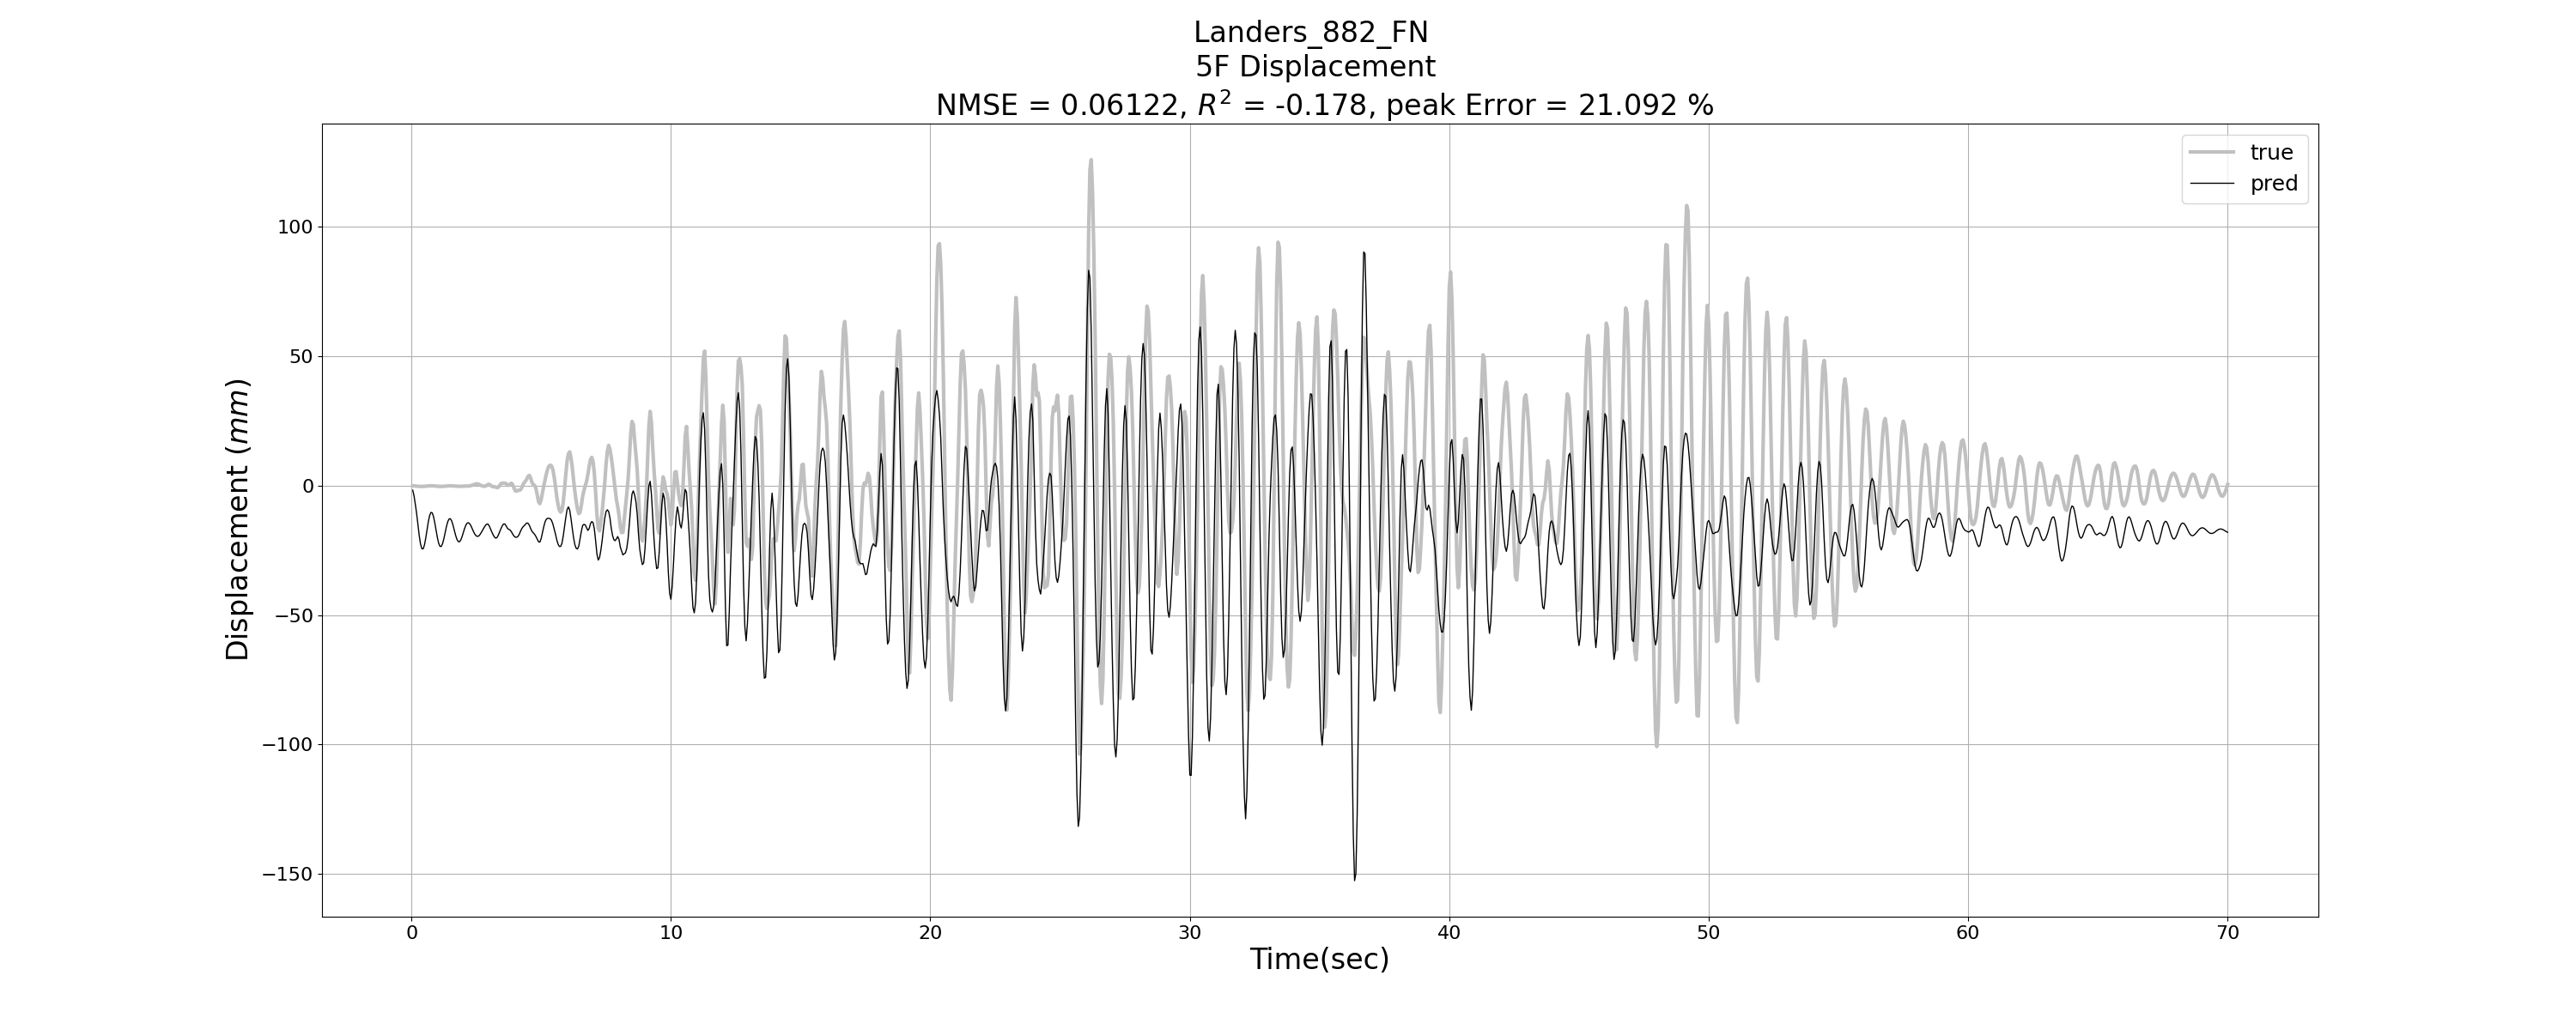 Landers_882_FN
5F Displacement
NMSE = 0.06122, R² = -0.178, peak Error = 21.092 %
true
pred
Displacement (mm)
100
50
0
−50
−100
−150
0 10 20 30 40 50 60 70
Time(sec)